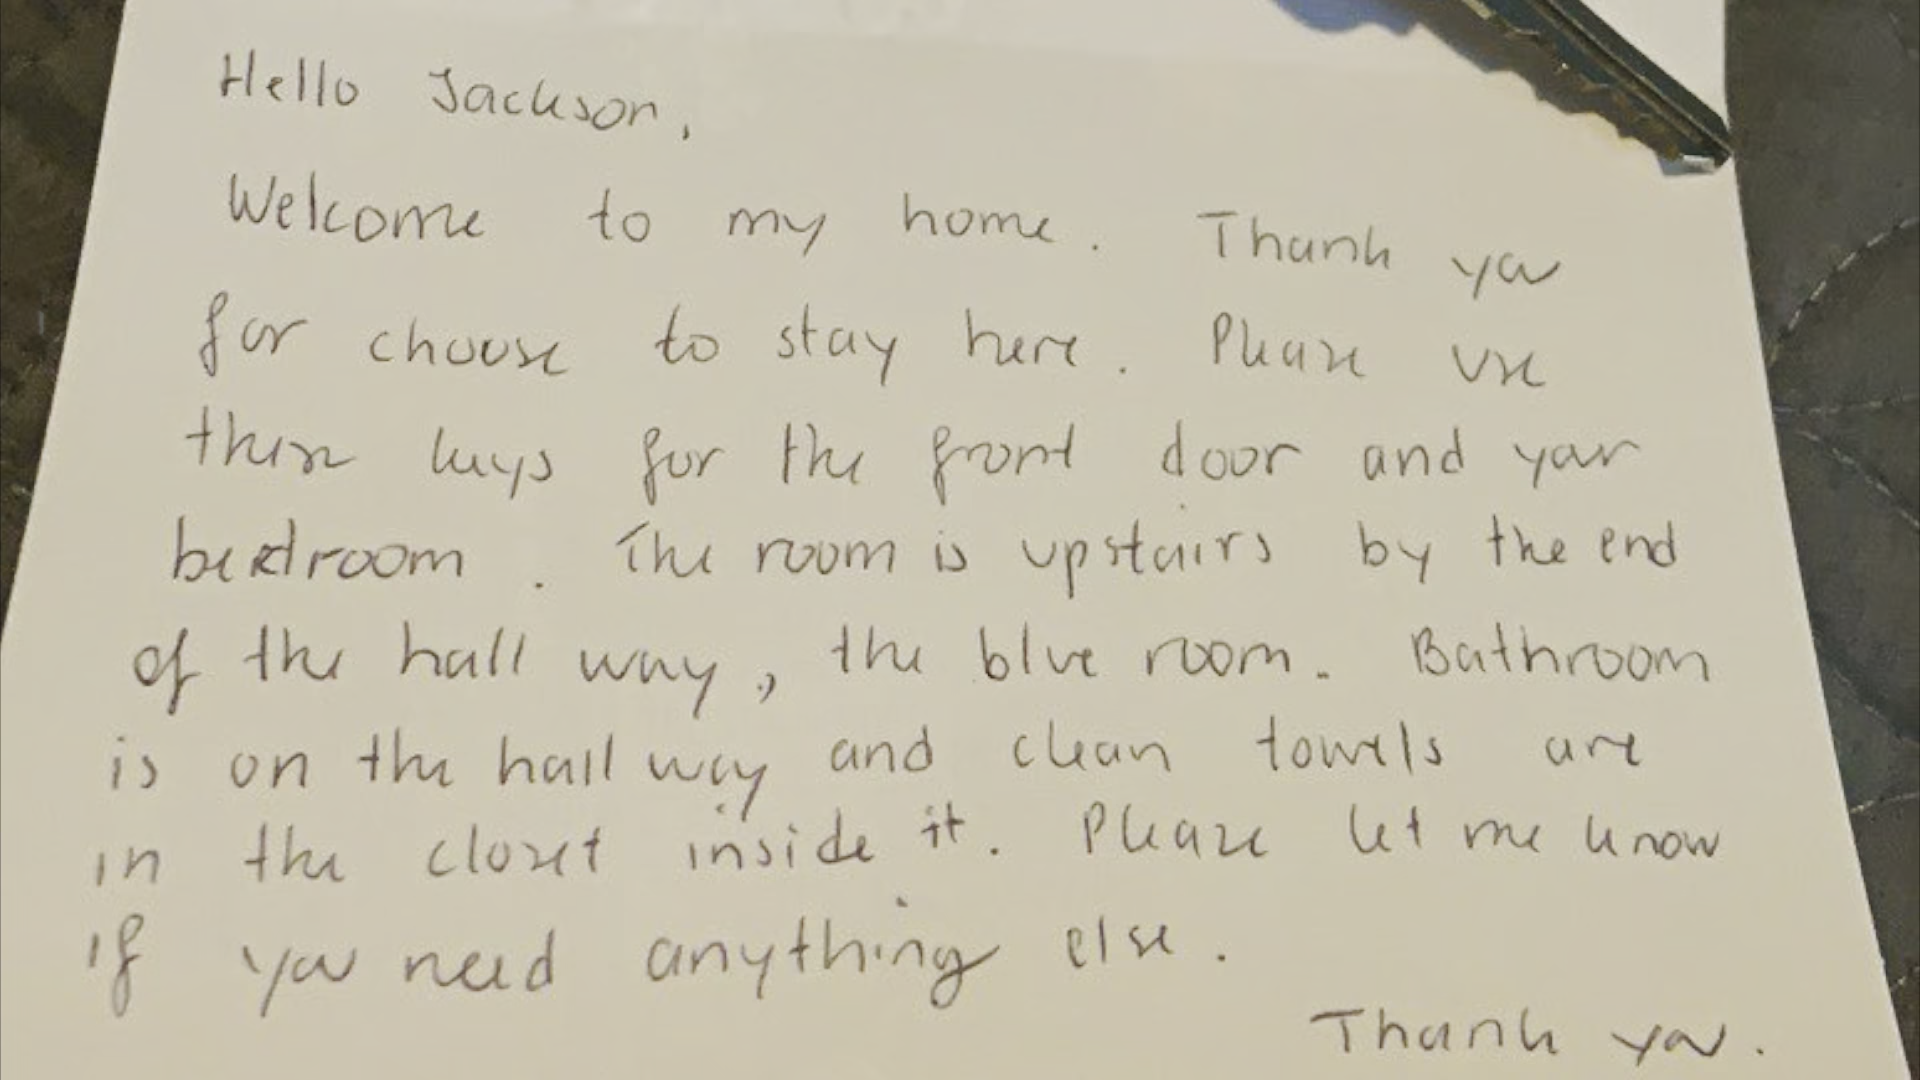 Hello Jackson,
Welcome to my home. Thank you
for choose to stay here. Please use
these keys for the front door and your
bedroom. The room is upstairs by the end
of the hall way, the blue room. Bathroom
is on the hall way and clean towels are
in the closet inside it. Please let me know
if you need anything else.
Thank you.